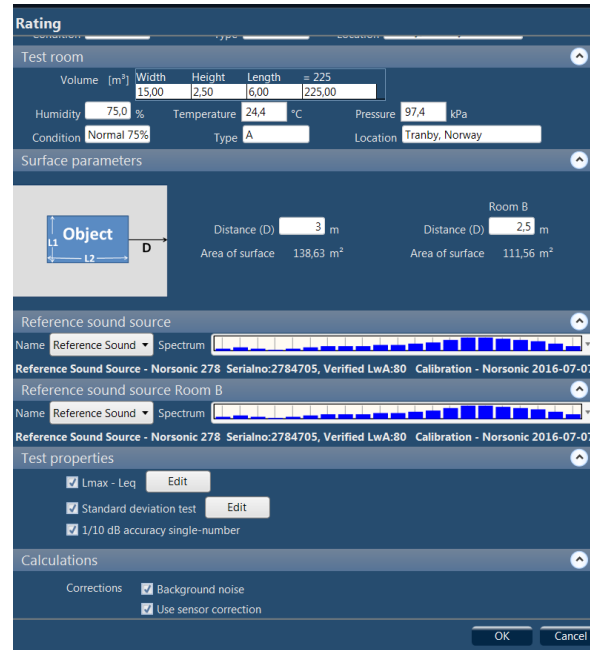 Rating
Condition Type Location
Test room
Volume [m³] Width Height Length = 225
15,00 2,50 6,00 225,00
Humidity 75,0 % Temperature 24,4 °C Pressure 97,4 kPa
Condition Normal 75% Type A Location Tranby, Norway
Surface parameters
Room B
L1 Object L2 D
Distance (D) 3 m Distance (D) 2,5 m
Area of surface 138,63 m² Area of surface 111,56 m²
Reference sound source
Name Reference Sound Spectrum
Reference Sound Source - Norsonic 278 Serialno:2784705, Verified LwA:80 Calibration - Norsonic 2016-07-07
Reference sound source Room B
Name Reference Sound Spectrum
Reference Sound Source - Norsonic 278 Serialno:2784705, Verified LwA:80 Calibration - Norsonic 2016-07-07
Test properties
Lmax - Leq Edit
Standard deviation test Edit
1/10 dB accuracy single-number
Calculations
Corrections Background noise
Use sensor correction
OK Cancel